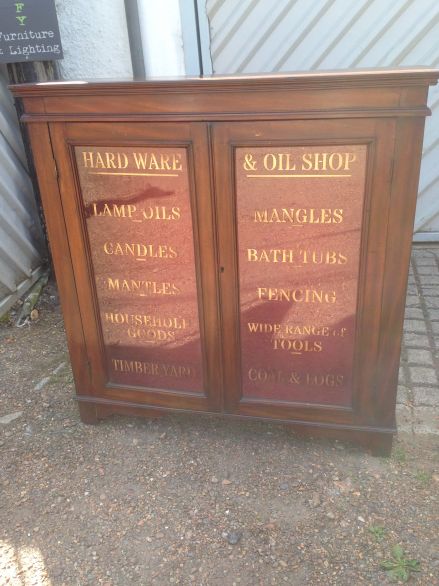 FY
Furniture
& Lighting
HARD WARE
LAMP OILS
CANDLES
MANTLES
HOUSEHOLD
GOODS
TIMBER YARD
& OIL SHOP
MANGLES
BATH TUBS
FENCING
WIDE RANGE of
TOOLS
COAL & LOGS